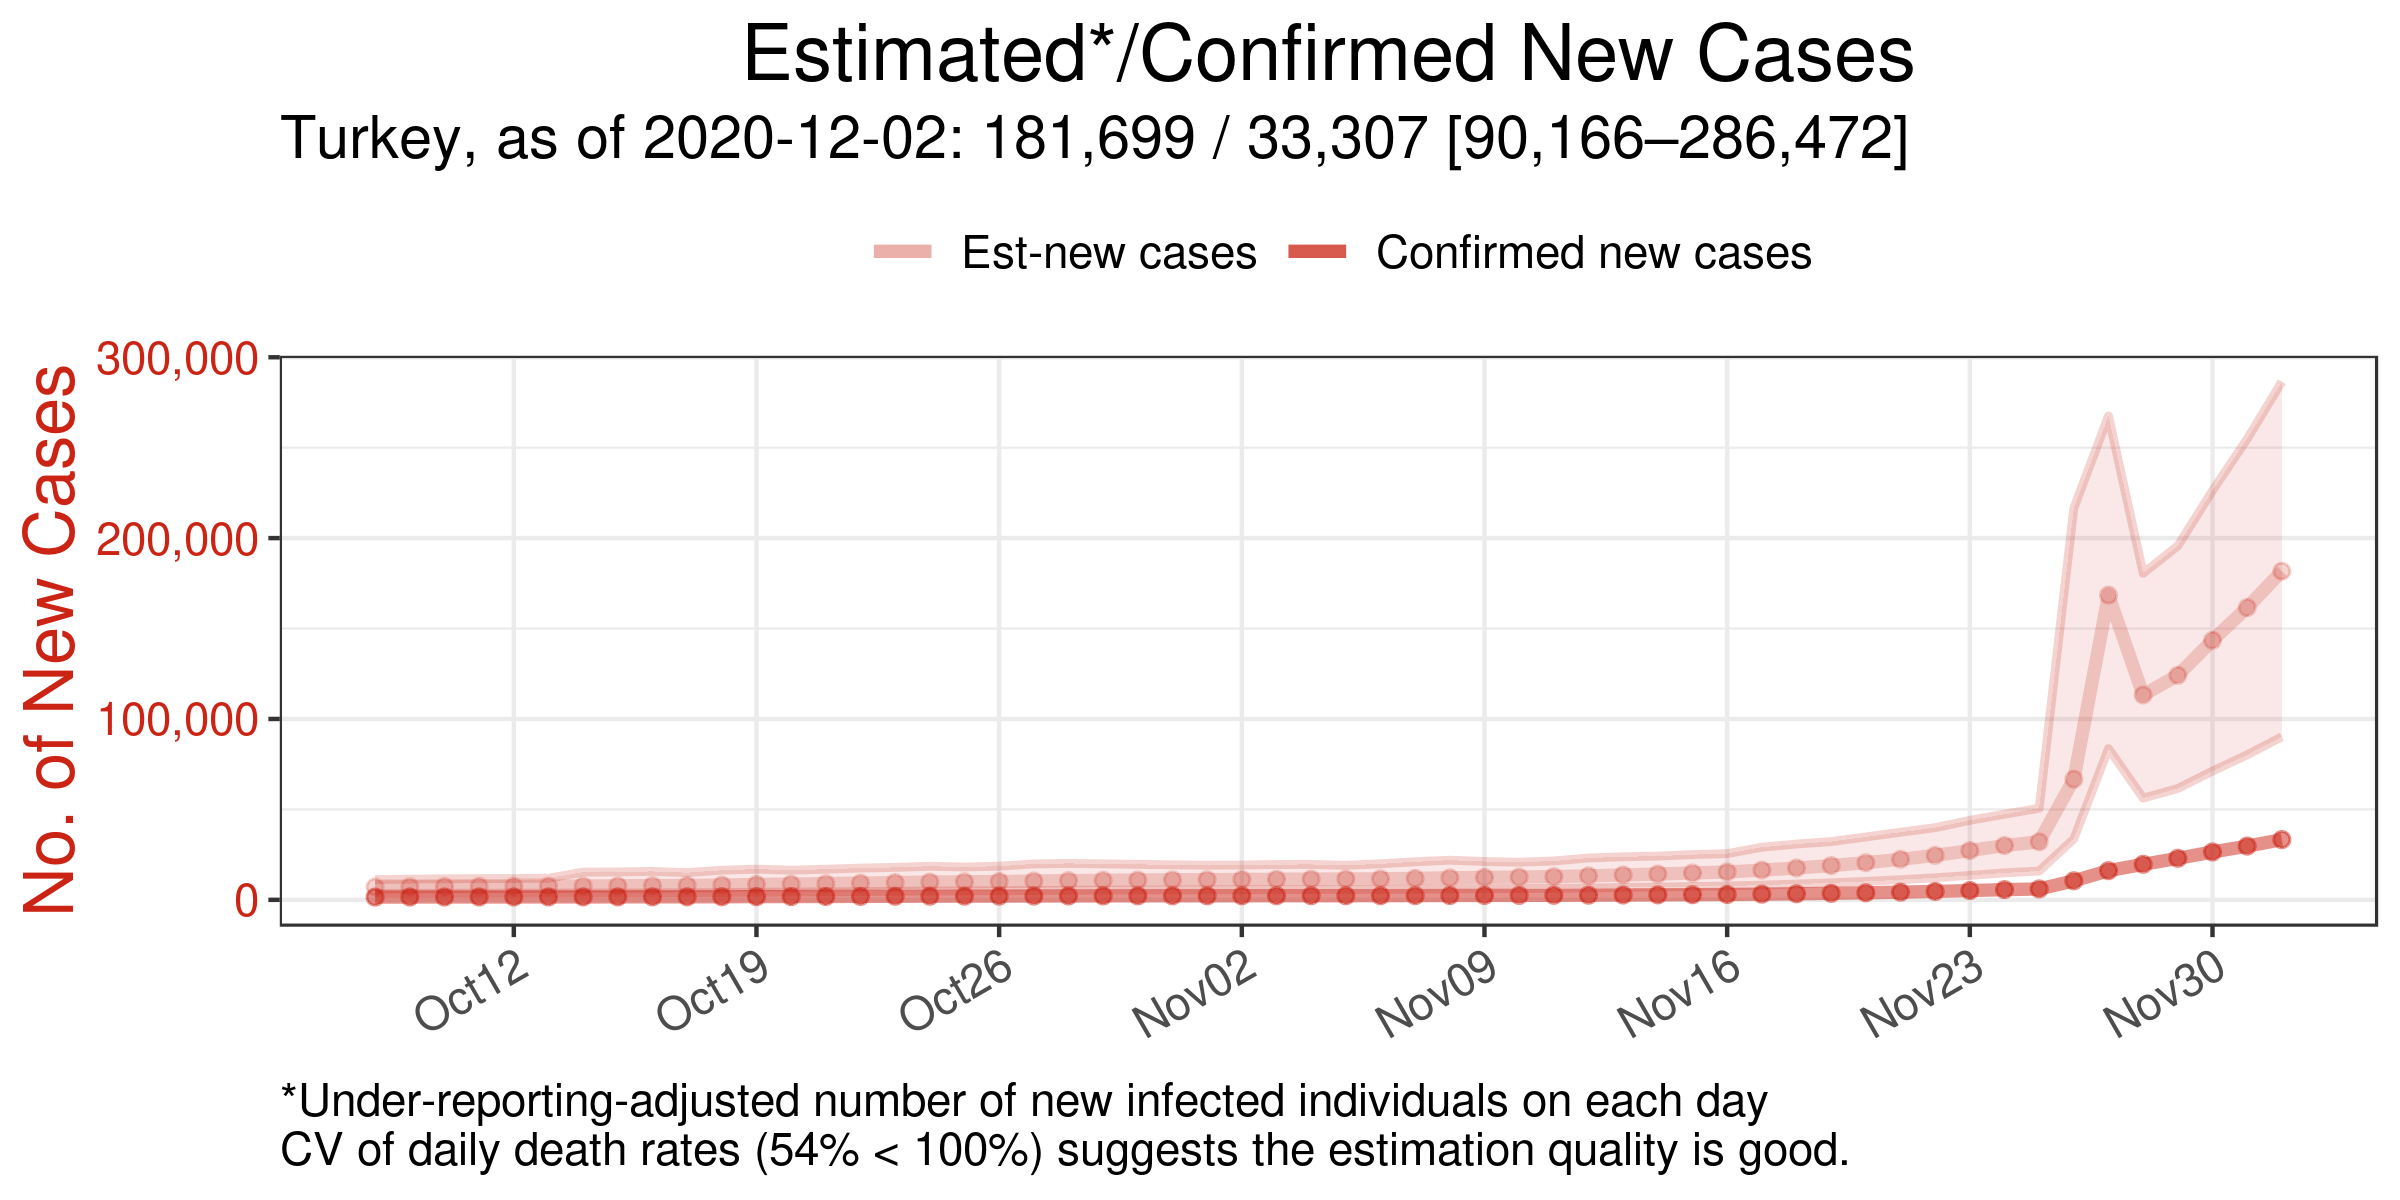 Estimated*/Confirmed New Cases
Turkey, as of 2020-12-02: 181,699 / 33,307 [90,166–286,472]
Est-new cases Confirmed new cases
No. of New Cases
300,000
200,000
100,000
0
Oct12 Oct19 Oct26 Nov02 Nov09 Nov16 Nov23 Nov30
*Under-reporting-adjusted number of new infected individuals on each day
CV of daily death rates (54% < 100%) suggests the estimation quality is good.